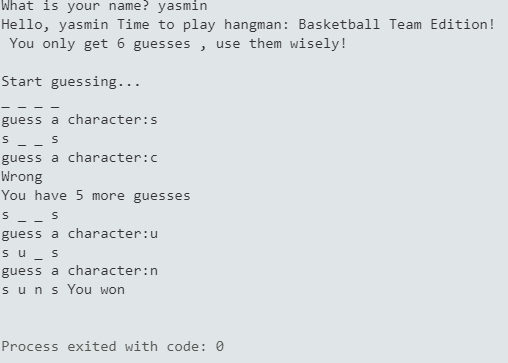 What is your name? yasmin
Hello, yasmin Time to play hangman: Basketball Team Edition!
 You only get 6 guesses , use them wisely!
Start guessing...
_ _ _ _
guess a character:s
s _ _ s
guess a character:c
Wrong
You have 5 more guesses
s _ _ s
guess a character:u
s u _ s
guess a character:n
s u n s You won
Process exited with code: 0